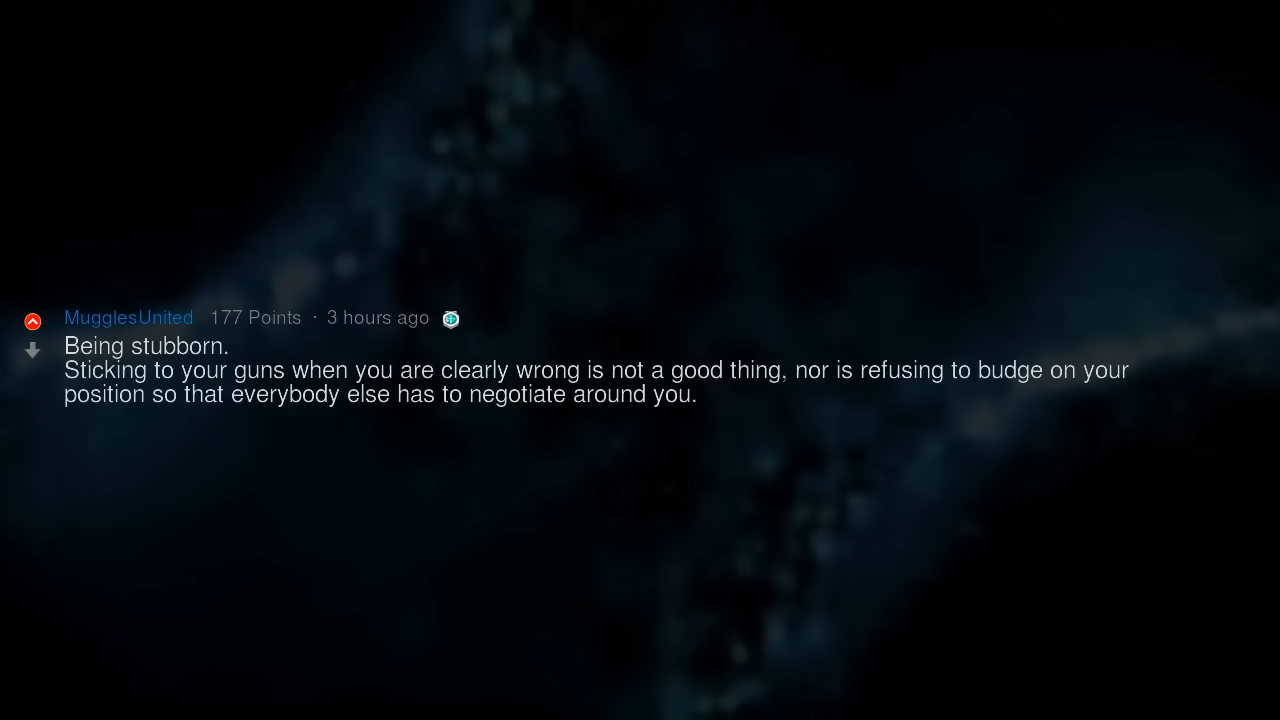 MugglesUnited 177 Points · 3 hours ago
Being stubborn.
Sticking to your guns when you are clearly wrong is not a good thing, nor is refusing to budge on your
position so that everybody else has to negotiate around you.